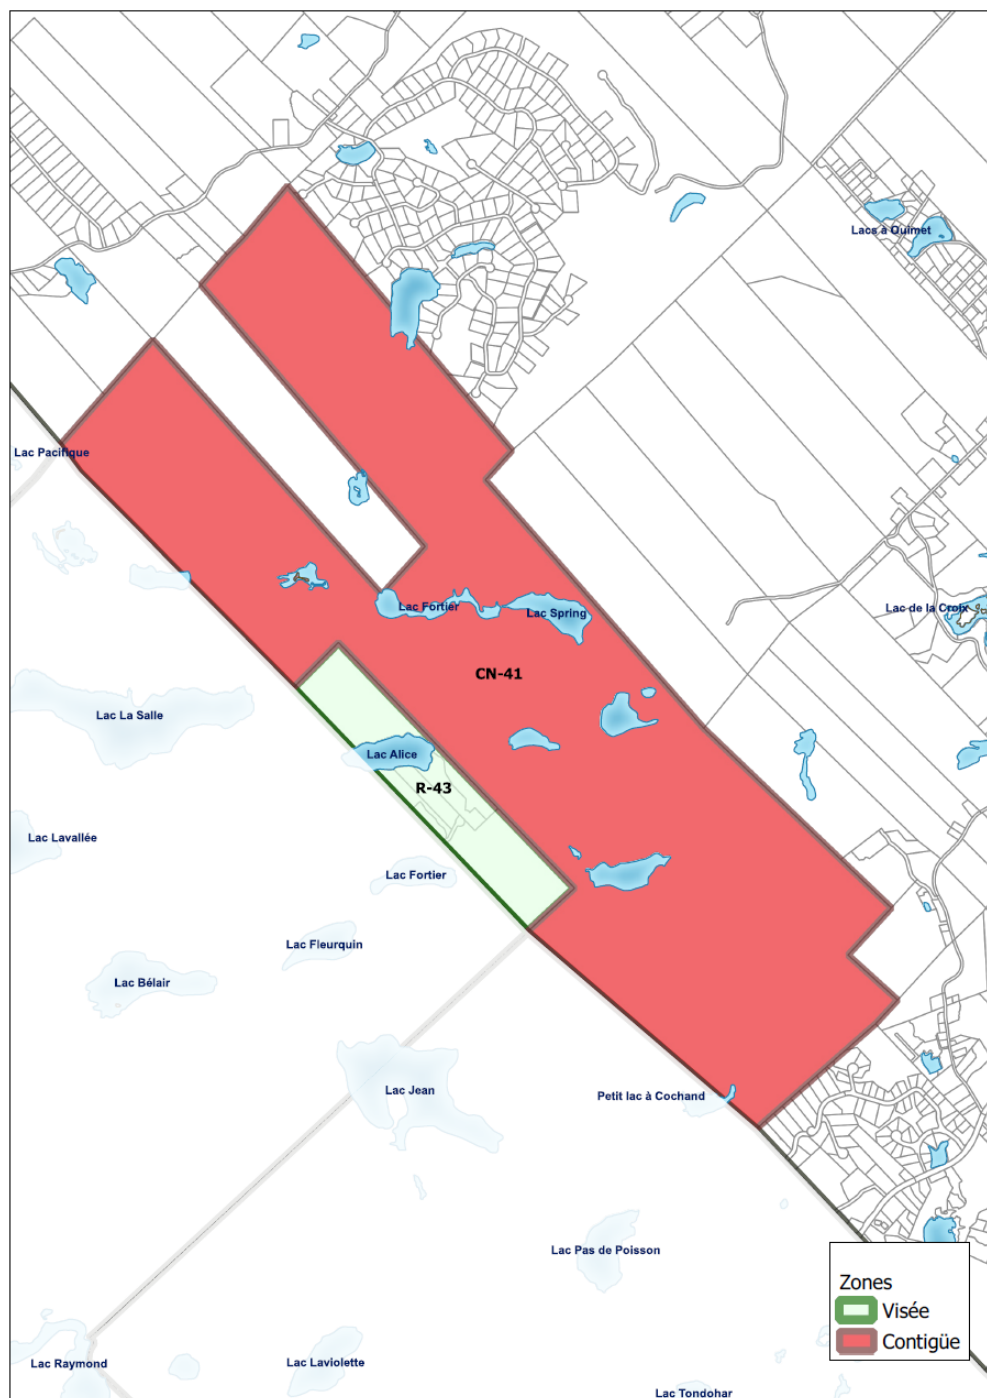 Lacs à Ouimet
Lac Pacifique
Lac Fortier
Lac Spring
Lac de la Croix
CN-41
Lac La Salle
Lac Alice
R-43
Lac Lavallée
Lac Fortier
Lac Fleurquin
Lac Bélair
Lac Jean
Petit lac à Cochand
Lac Pas de Poisson
Zones
Visée
Contigüe
Lac Raymond
Lac Laviolette
Lac Tondohar